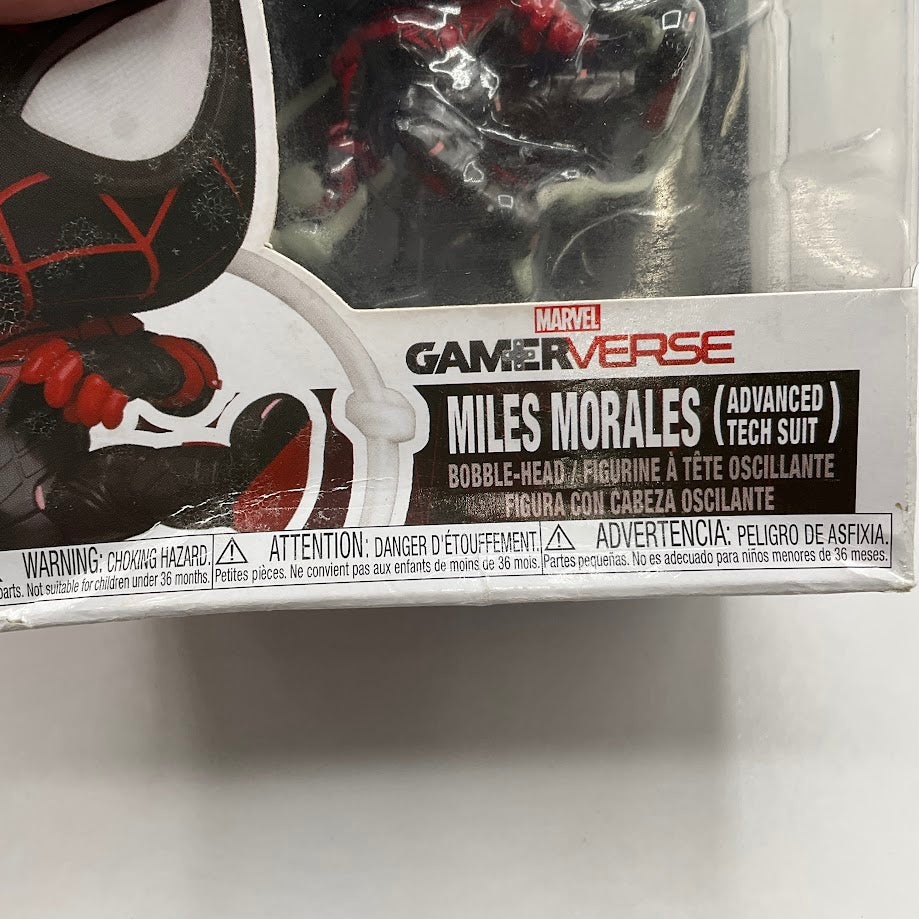 MARVEL
GAMERVERSE
MILES MORALES (ADVANCED TECH SUIT)
BOBBLE-HEAD / FIGURINE À TÊTE OSCILLANTE
FIGURA CON CABEZA OSCILANTE
WARNING: CHOKING HAZARD.
parts. Not suitable for children under 36 months.
ATTENTION: DANGER D'ÉTOUFFEMENT.
Petites pièces. Ne convient pas aux enfants de moins de 36 mois.
ADVERTENCIA: PELIGRO DE ASFIXIA.
Partes pequeñas. No es adecuado para niños menores de 36 meses.